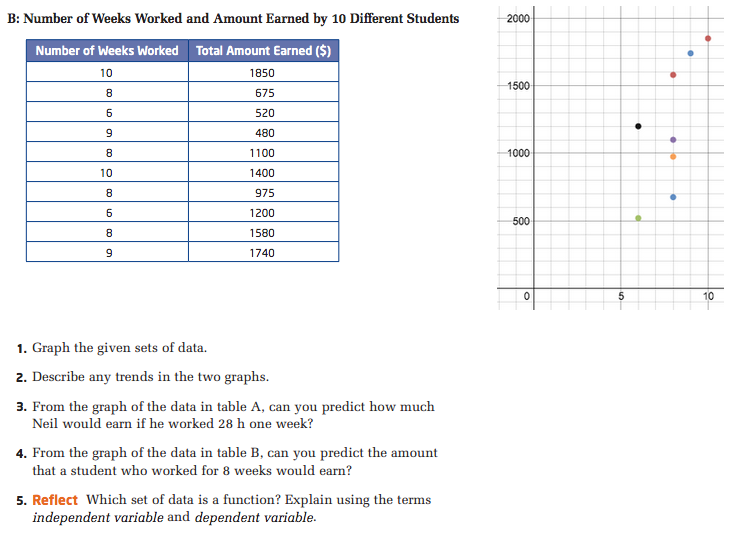 B: Number of Weeks Worked and Amount Earned by 10 Different Students
Number of Weeks Worked Total Amount Earned ($)
10 1850
8 675
6 520
9 480
8 1100
10 1400
8 975
6 1200
8 1580
9 1740
2000
1500
1000
500
0 5 10
1. Graph the given sets of data.
2. Describe any trends in the two graphs.
3. From the graph of the data in table A, can you predict how much
Neil would earn if he worked 28 h one week?
4. From the graph of the data in table B, can you predict the amount
that a student who worked for 8 weeks would earn?
5. Reflect Which set of data is a function? Explain using the terms
independent variable and dependent variable.